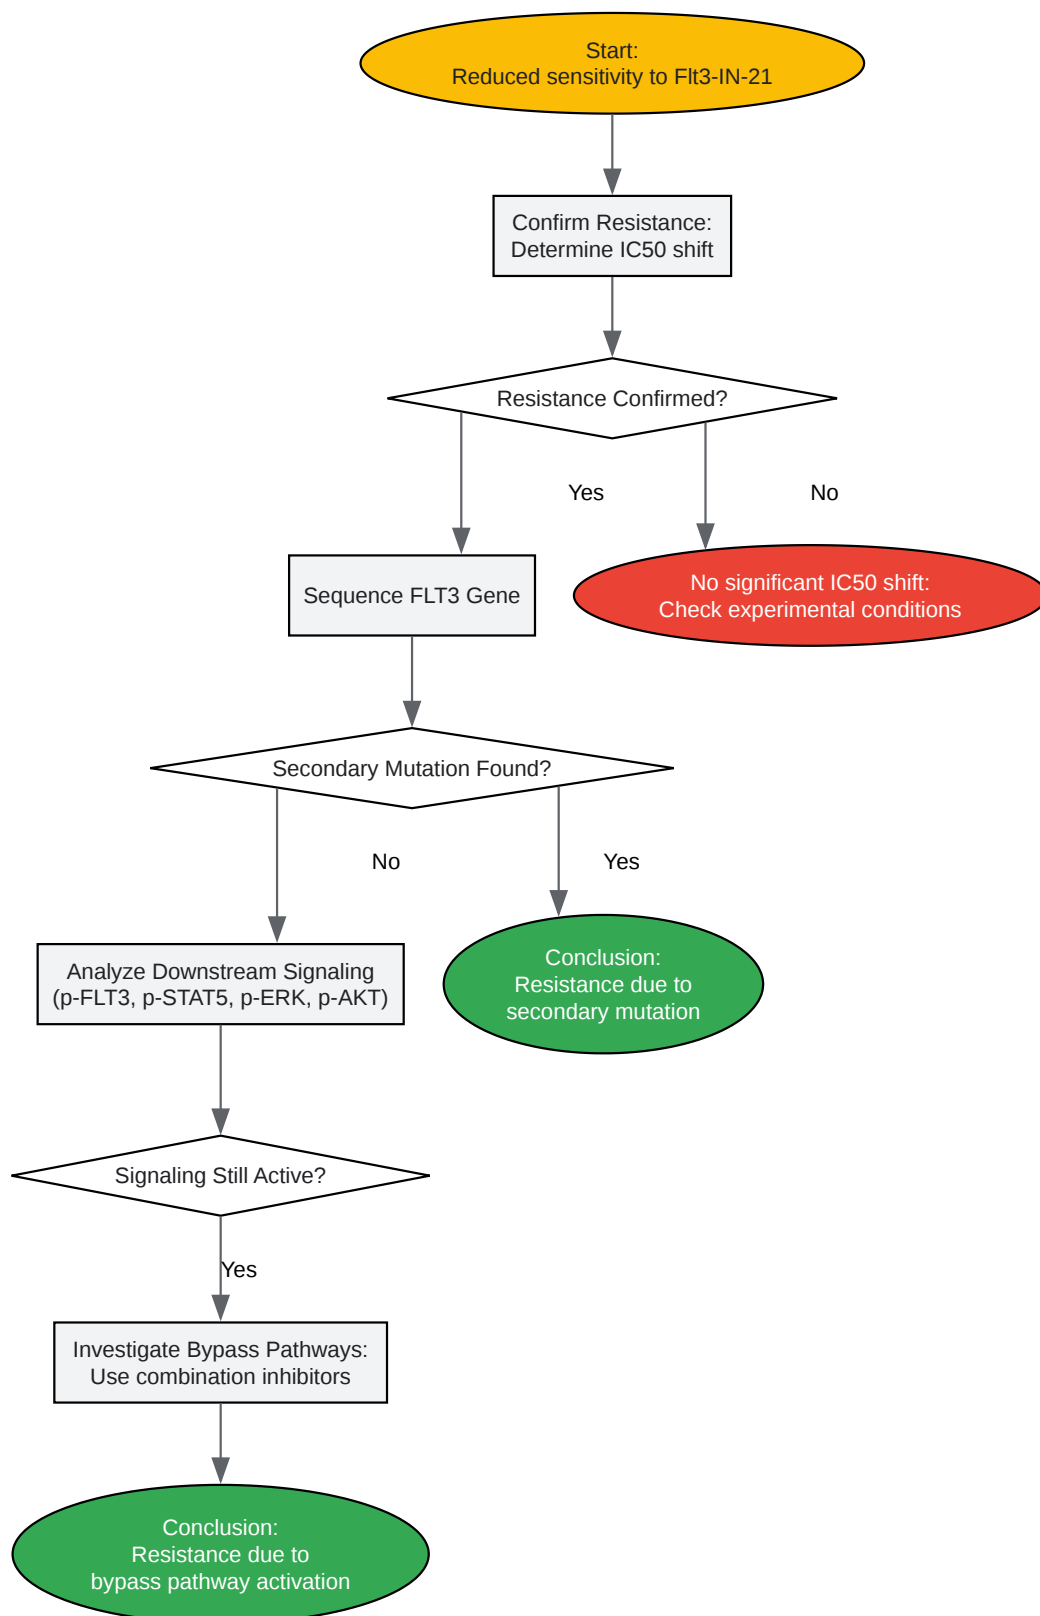 Start:
Reduced sensitivity to Flt3-IN-21
Confirm Resistance:
Determine IC50 shift
Resistance Confirmed?
Yes
No
Sequence FLT3 Gene
No significant IC50 shift:
Check experimental conditions
Secondary Mutation Found?
No
Yes
Analyze Downstream Signaling
(p-FLT3, p-STAT5, p-ERK, p-AKT)
Conclusion:
Resistance due to
secondary mutation
Signaling Still Active?
Yes
Investigate Bypass Pathways:
Use combination inhibitors
Conclusion:
Resistance due to
bypass pathway activation